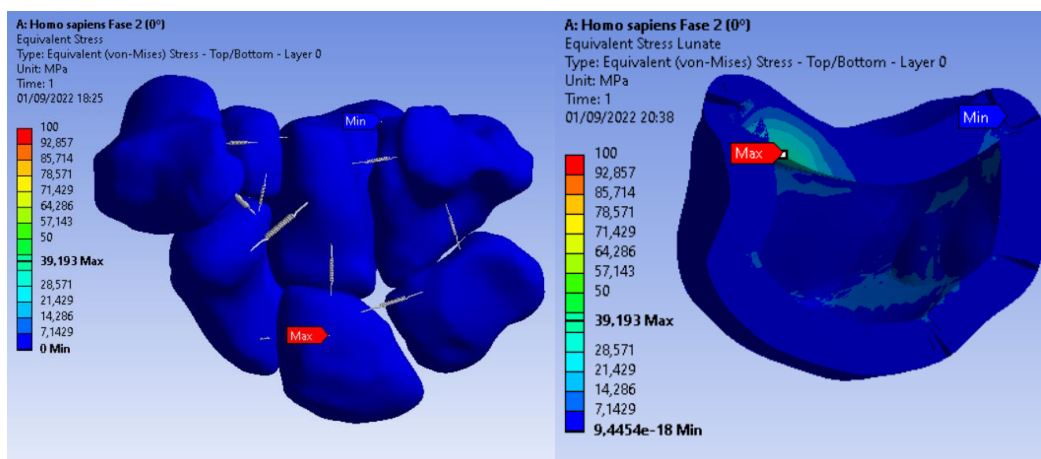 A: Homo sapiens Fase 2 (0°)
Equivalent Stress
Type: Equivalent (von-Mises) Stress - Top/Bottom - Layer 0
Unit: MPa
Time: 1
01/09/2022 18:25
100
92,857
85,714
78,571
71,429
64,286
57,143
50
39,193 Max
28,571
21,429
14,286
7,1429
0 Min
Min
Max
A: Homo sapiens Fase 2 (0°)
Equivalent Stress Lunate
Type: Equivalent (von-Mises) Stress - Top/Bottom - Layer 0
Unit: MPa
Time: 1
01/09/2022 20:38
100
92,857
85,714
78,571
71,429
64,286
57,143
50
39,193 Max
28,571
21,429
14,286
7,1429
9,4454e-18 Min
Min
Max